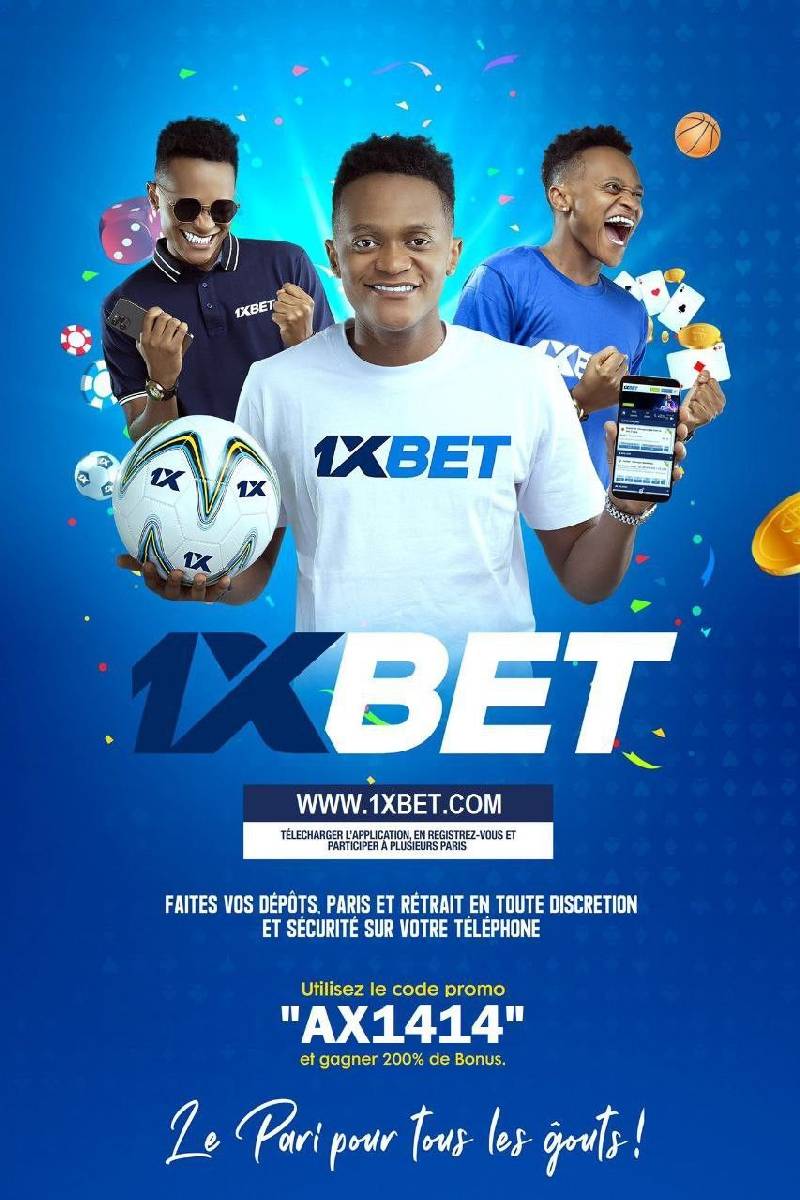 1XBET
1XBET
1XBET
1X
1X
1X
1XBET
WWW.1XBET.COM
TÉLECHARGER L'APPLICATION, EN REGISTREZ-VOUS ET
PARTICIPER À PLUSIEURS PARIS
FAITES VOS DÉPÔTS, PARIS ET RÉTRAIT EN TOUTE DISCRETION
ET SÉCURITÉ SUR VOTRE TÉLÉPHONE
Utilisez le code promo
"AX1414"
et gagner 200% de Bonus.
Le Pari pour tous les goûts!